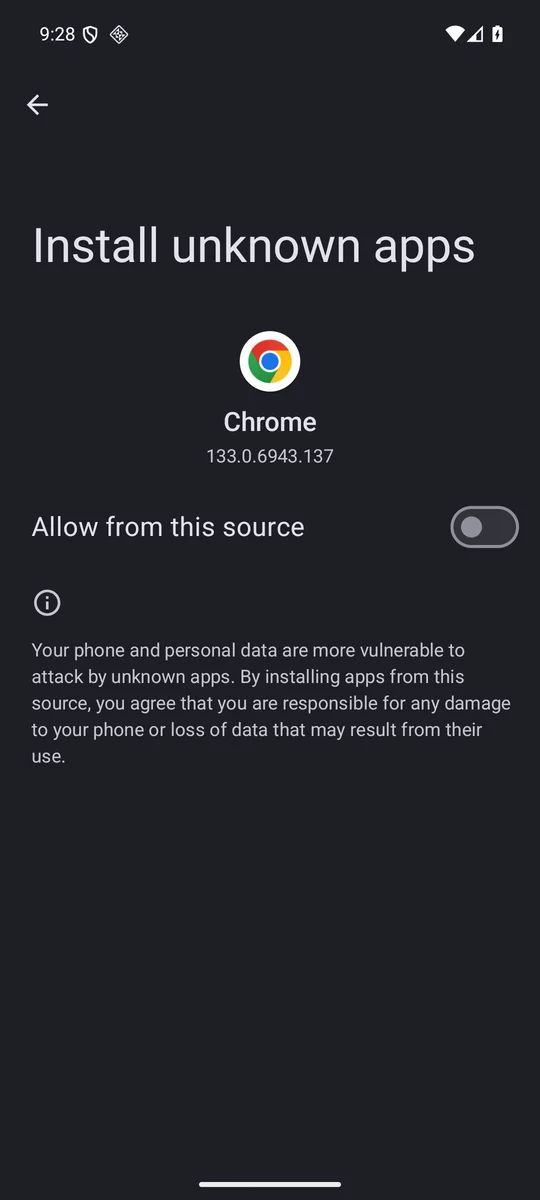 9:28
Install unknown apps
Chrome
133.0.6943.137
Allow from this source
Your phone and personal data are more vulnerable to
attack by unknown apps. By installing apps from this
source, you agree that you are responsible for any damage
to your phone or loss of data that may result from their
use.